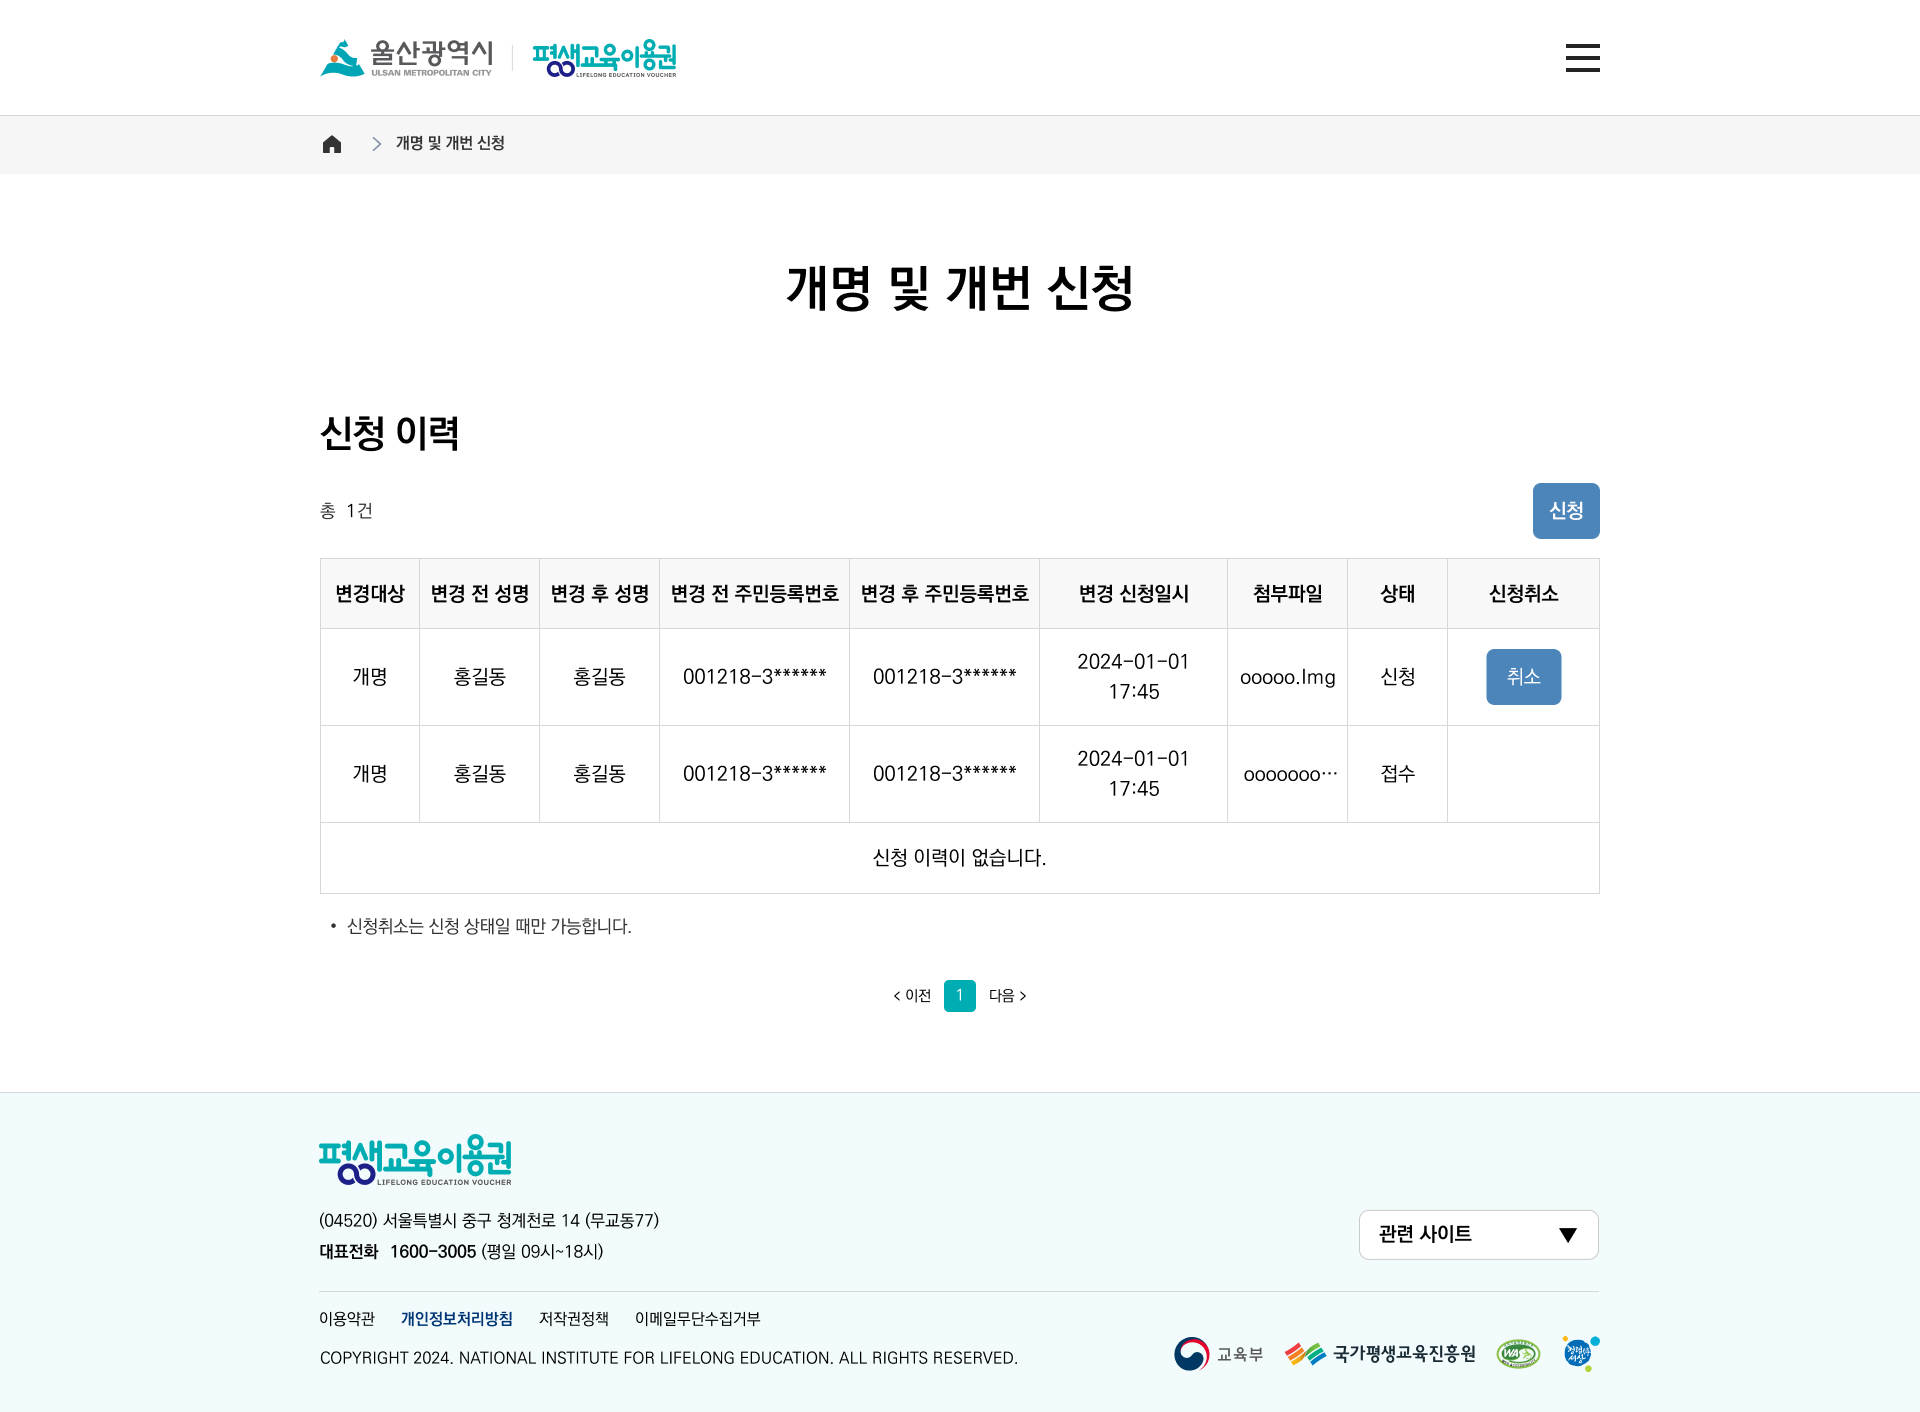 울산광역시
ULSAN METROPOLITAN CITY
평생교육이용권
LIFELONG EDUCATION VOUCHER
개명 및 개번 신청
개명 및 개번 신청
신청 이력
총 1건
신청
변경대상 변경 전 성명 변경 후 성명 변경 전 주민등록번호 변경 후 주민등록번호 변경 신청일시 첨부파일 상태 신청취소
개명 홍길동 홍길동 001218-3****** 001218-3****** 2024-01-01 17:45 ooooo.Img 신청 취소
개명 홍길동 홍길동 001218-3****** 001218-3****** 2024-01-01 17:45 ooooooo… 접수
신청 이력이 없습니다.
• 신청취소는 신청 상태일 때만 가능합니다.
< 이전 1 다음 >
평생교육이용권
LIFELONG EDUCATION VOUCHER
(04520) 서울특별시 중구 청계천로 14 (무교동77)
대표전화 1600-3005 (평일 09시~18시)
관련 사이트 ▼
이용약관 개인정보처리방침 저작권정책 이메일무단수집거부
COPYRIGHT 2024. NATIONAL INSTITUTE FOR LIFELONG EDUCATION. ALL RIGHTS RESERVED.
교육부
국가평생교육진흥원
WA